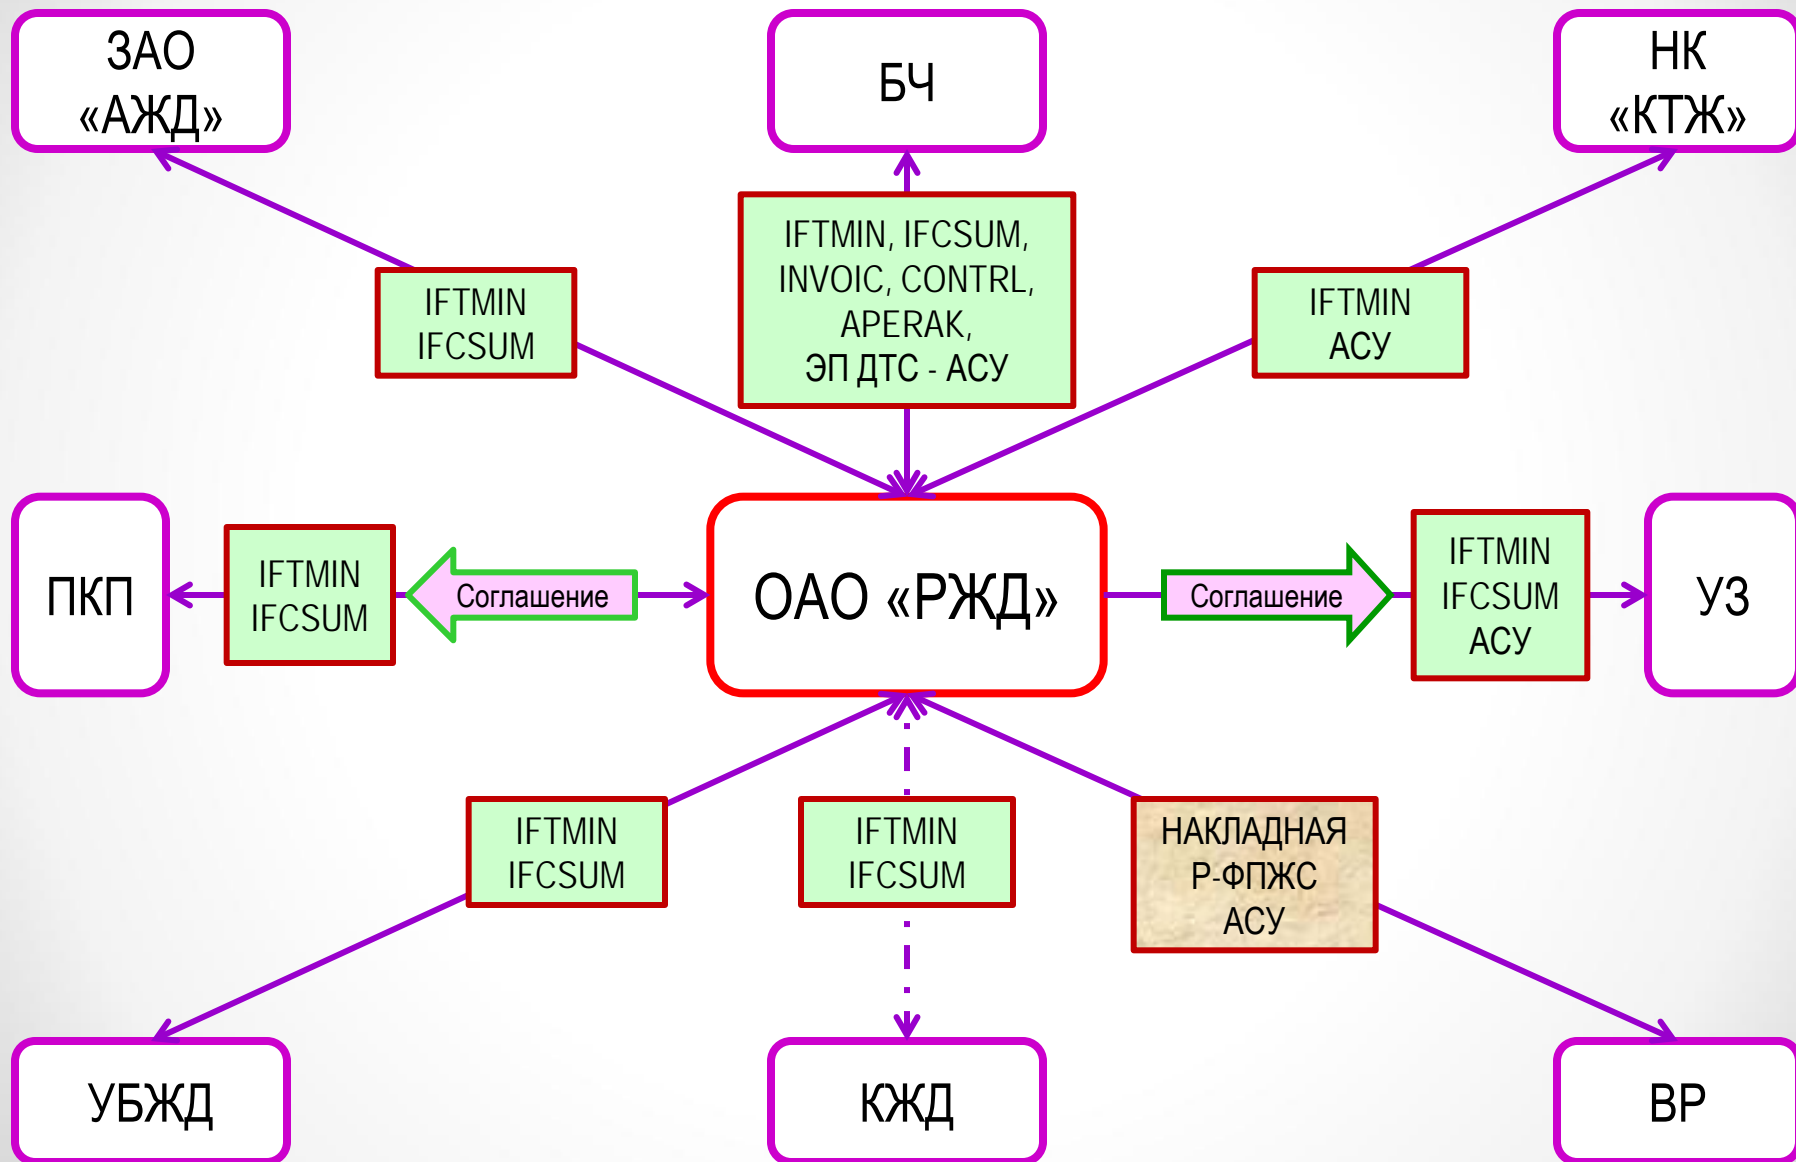 ЗАО
«АЖД»
БЧ
НК
«КТЖ»
IFTMIN
IFCSUM
IFTMIN, IFCSUM,
INVOIC, CONTRL,
APERAK,
ЭП ДТС - АСУ
IFTMIN
АСУ
ПКП
IFTMIN
IFCSUM
Соглашение
ОАО «РЖД»
Соглашение
IFTMIN
IFCSUM
АСУ
УЗ
IFTMIN
IFCSUM
IFTMIN
IFCSUM
НАКЛАДНАЯ
Р-ФПЖС
АСУ
УБЖД
КЖД
ВР